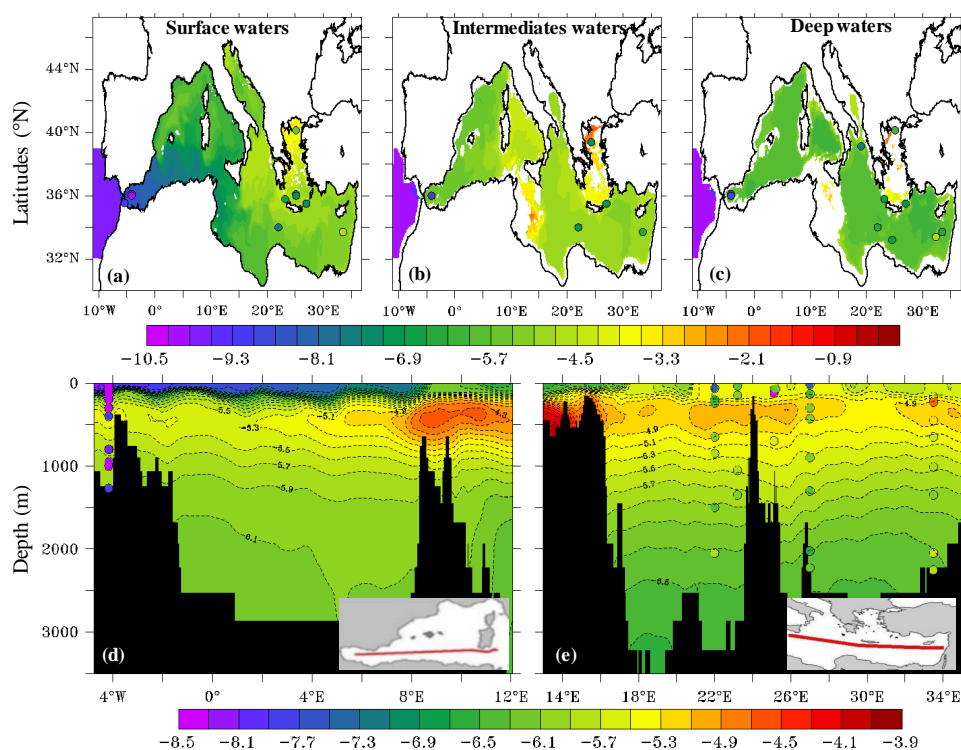 Surface waters Intermediates waters Deep waters
44°N
40°N
36°N
32°N
Latitudes (°N)
(a) (b) (c)
10°W 0° 10°E 20°E 30°E 10°W 0° 10°E 20°E 30°E 10°W 0° 10°E 20°E 30°E
−10.5 −9.3 −8.1 −6.9 −5.7 −4.5 −3.3 −2.1 −0.9
0
1000
2000
3000
Depth (m)
−5.5 −5.1 −4.9 −4.5
−5.3
−5.5
−5.7
−5.9
−6.1
−4.9
−4.9
−5.1
−5.3
−5.7
(d) (e)
4°W 0° 4°E 8°E 12°E 14°E 18°E 22°E 26°E 30°E 34°E
−8.5 −8.1 −7.7 −7.3 −6.9 −6.5 −6.1 −5.7 −5.3 −4.9 −4.5 −4.1 −3.9